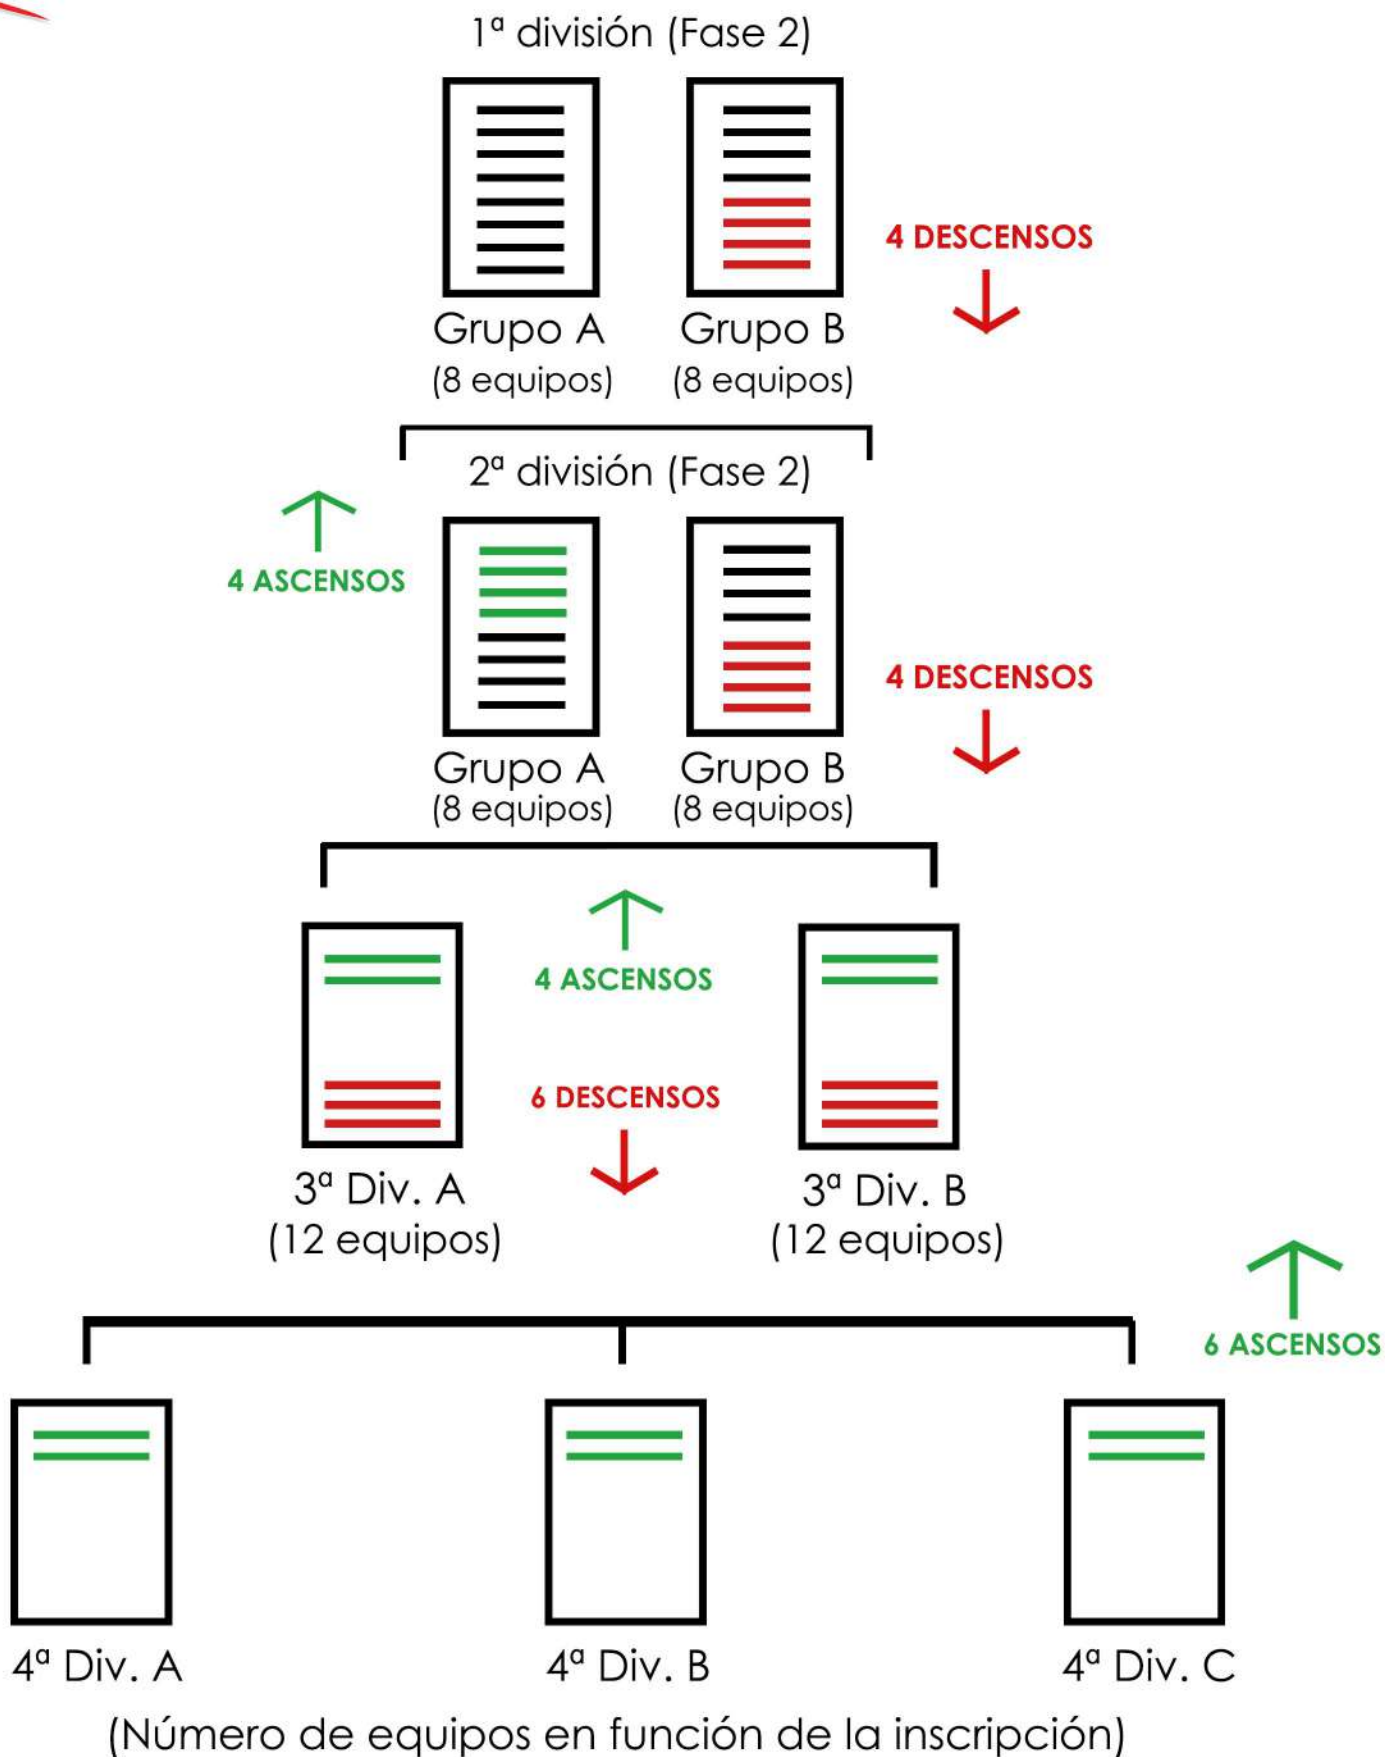 1ª división (Fase 2)
4 DESCENSOS
Grupo A
Grupo B
(8 equipos)
(8 equipos)
2ª división (Fase 2)
4 ASCENSOS
4 DESCENSOS
Grupo A
Grupo B
(8 equipos)
(8 equipos)
4 ASCENSOS
6 DESCENSOS
3ª Div. A
3ª Div. B
(12 equipos)
(12 equipos)
6 ASCENSOS
4ª Div. A
4ª Div. B
4ª Div. C
(Número de equipos en función de la inscripción)